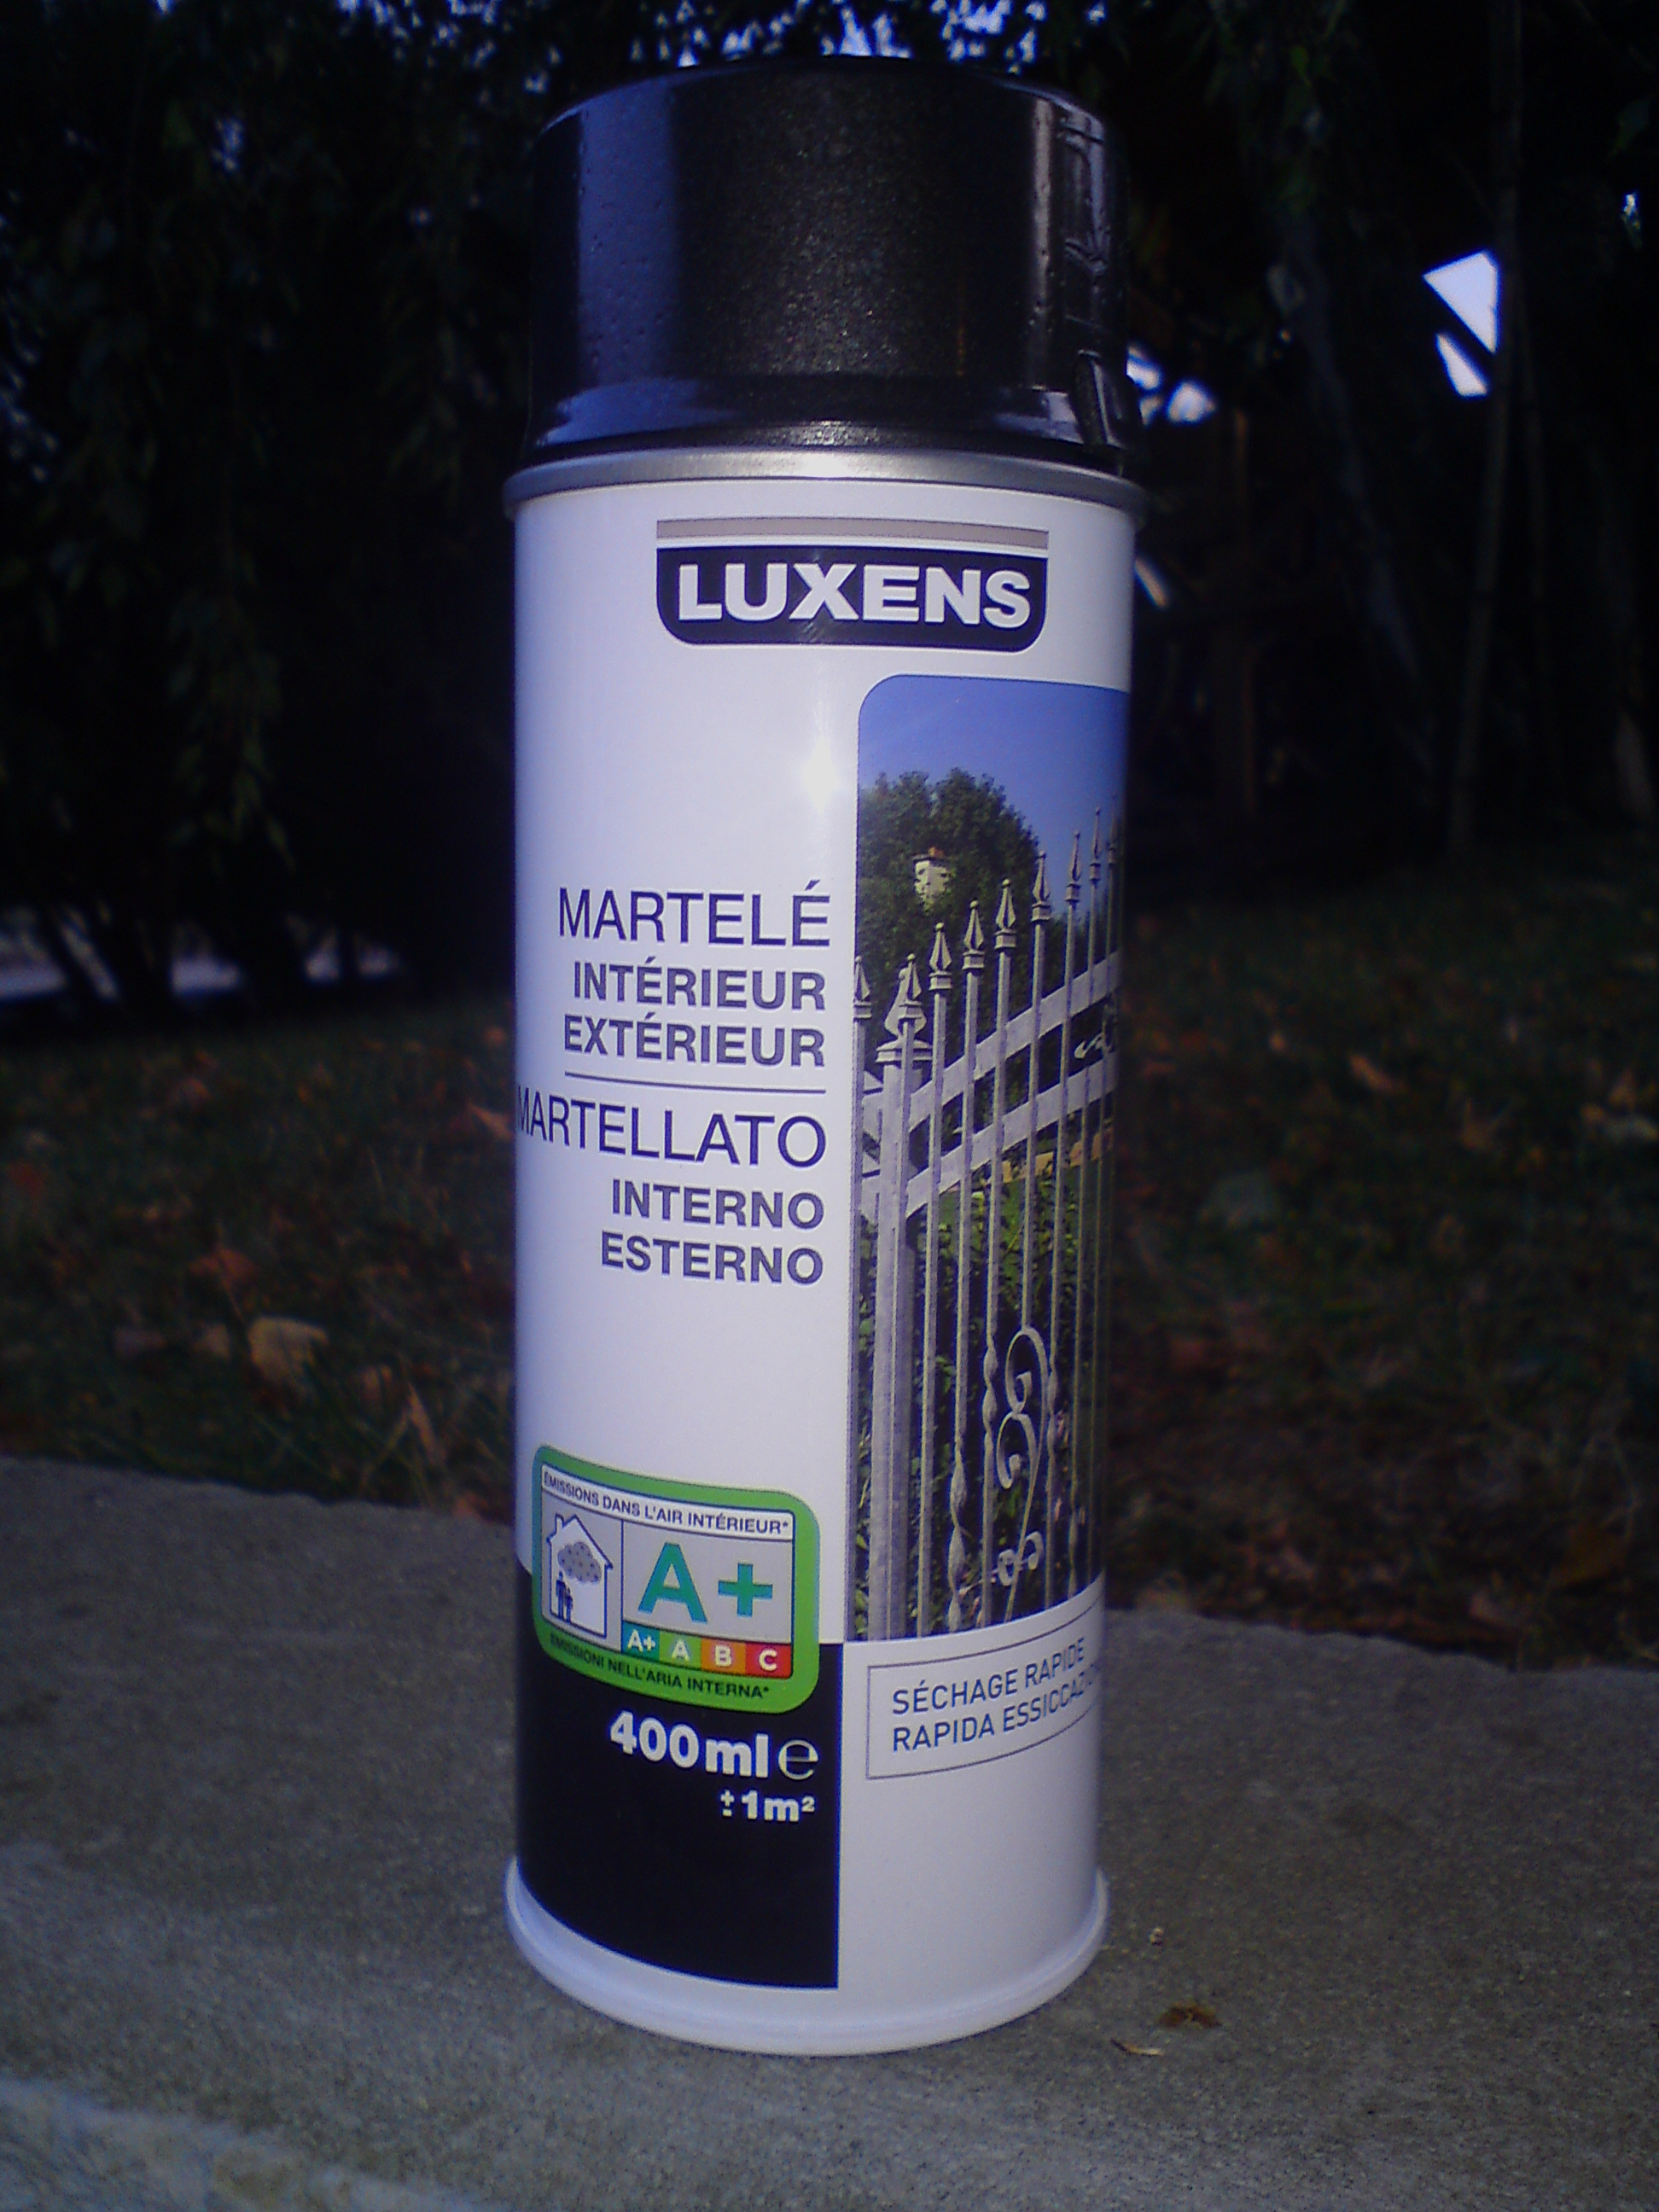 LUXENS
MARTELÉ
INTÉRIEUR
EXTÉRIEUR
MARTELLATO
INTERNO
ESTERNO
ÉMISSIONS DANS L'AIR INTÉRIEUR*
A+
A+ A B C
EMISSIONI NELL'ARIA INTERNA*
400ml e
±1m²
SÉCHAGE RAPIDE
RAPIDA